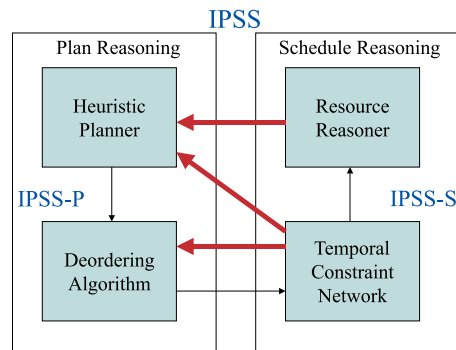 IPSS
Plan Reasoning
Schedule Reasoning
Heuristic
Planner
Resource
Reasoner
IPSS-P
IPSS-S
Deordering
Algorithm
Temporal
Constraint
Network